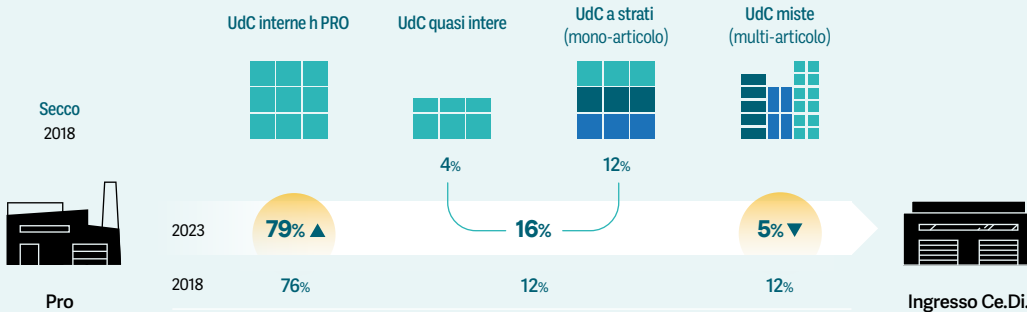 UdC interne h PRO
UdC quasi intere
UdC a strati
(mono-articolo)
UdC miste
(multi-articolo)
Secco
2018
4%
12%
2023
79% ▲
16%
5% ▼
2018
76%
12%
12%
Pro
Ingresso Ce.Di.